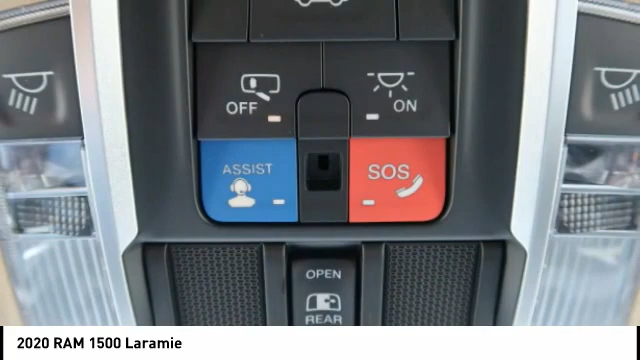 OFF
ON
ASSIST
SOS
OPEN
REAR
2020 RAM 1500 Laramie